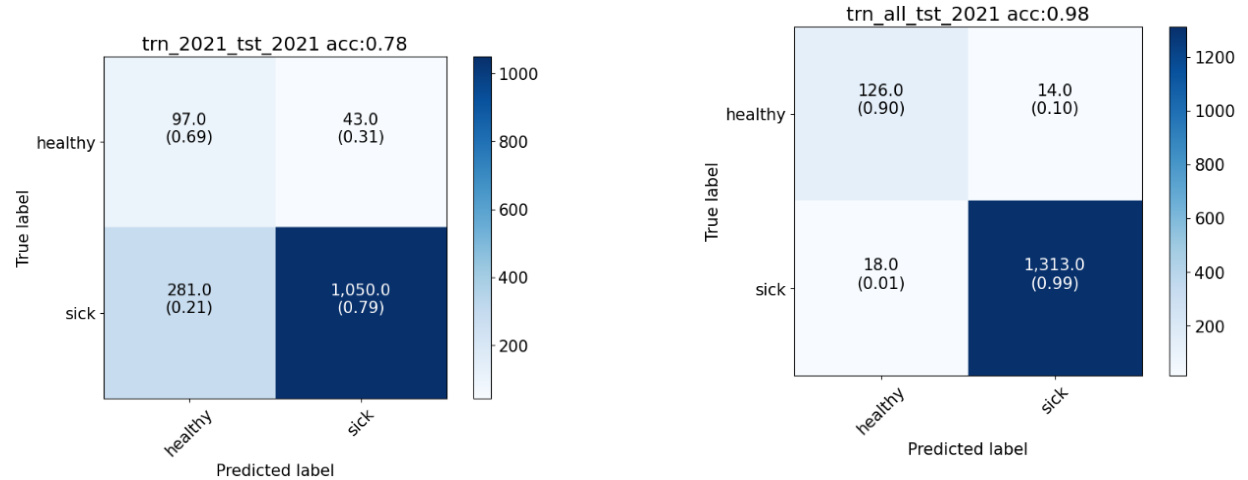 trn_2021_tst_2021 acc:0.78
True label
healthy
97.0
(0.69)
43.0
(0.31)
sick
281.0
(0.21)
1,050.0
(0.79)
healthy
sick
Predicted label
1000
800
600
400
200
trn_all_tst_2021 acc:0.98
True label
healthy
126.0
(0.90)
14.0
(0.10)
sick
18.0
(0.01)
1,313.0
(0.99)
healthy
sick
Predicted label
1200
1000
800
600
400
200